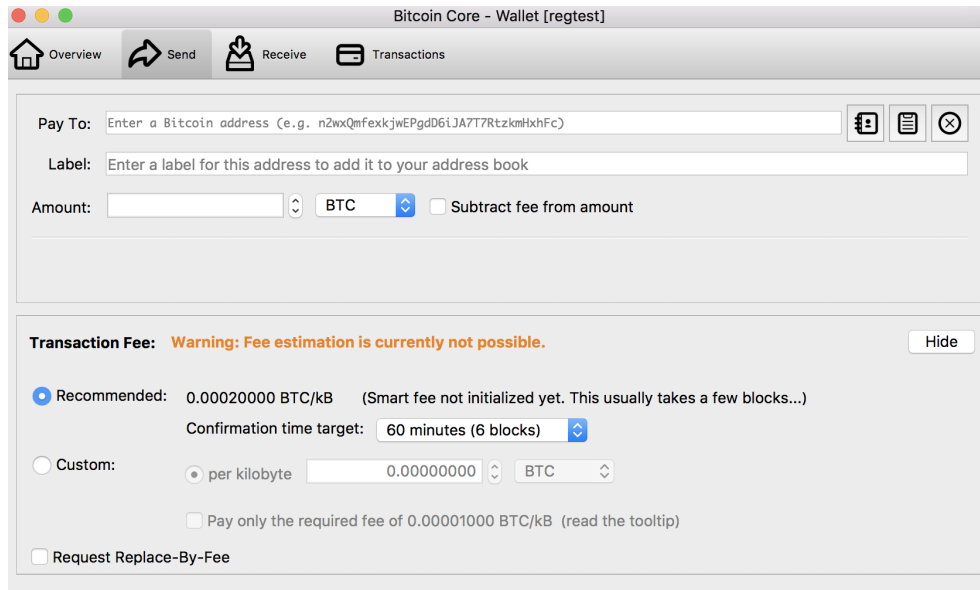 Bitcoin Core - Wallet [regtest]
Overview Send Receive Transactions
Pay To: Enter a Bitcoin address (e.g. n2wxQmfexkjwEPgdD6iJA7T7RtzkmHxhFc)
Label: Enter a label for this address to add it to your address book
Amount: BTC Subtract fee from amount
Transaction Fee: Warning: Fee estimation is currently not possible. Hide
Recommended: 0.00020000 BTC/kB (Smart fee not initialized yet. This usually takes a few blocks...)
Confirmation time target: 60 minutes (6 blocks)
Custom: per kilobyte 0.00000000 BTC
Pay only the required fee of 0.00001000 BTC/kB (read the tooltip)
Request Replace-By-Fee